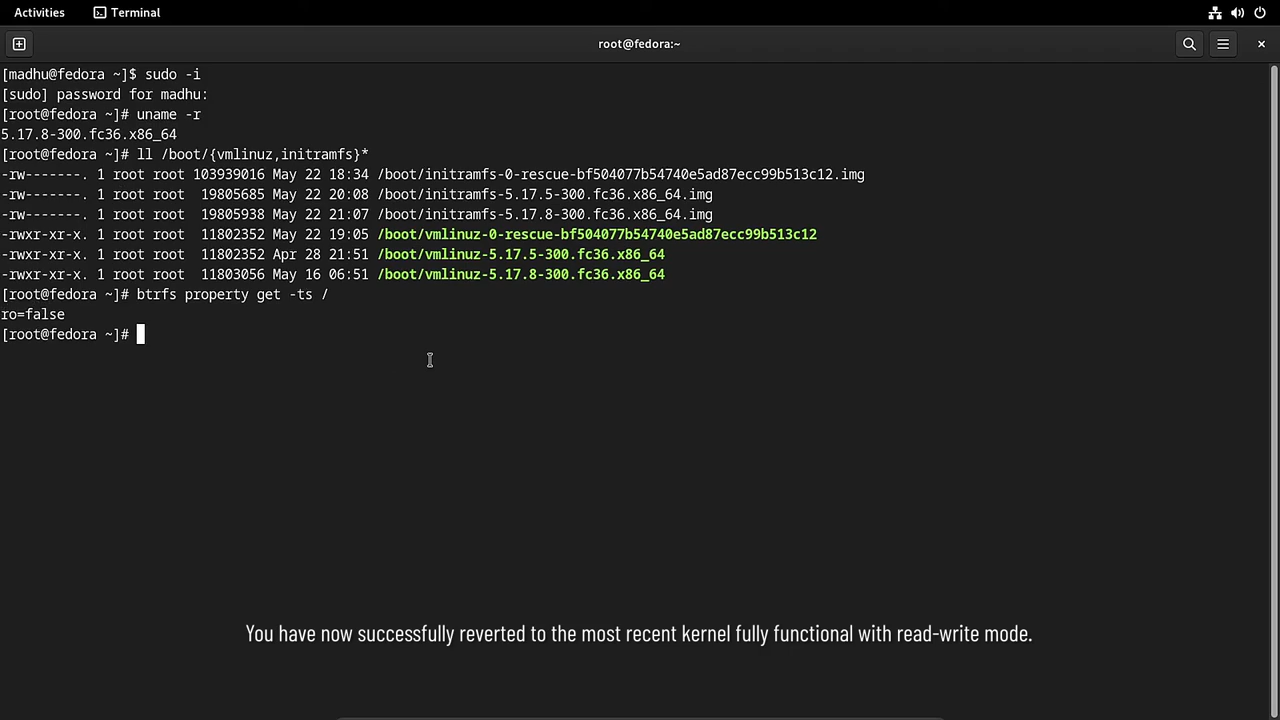 Activities
Terminal
root@fedora:~
[madhu@fedora ~]$ sudo -i
[sudo] password for madhu:
[root@fedora ~]# uname -r
5.17.8-300.fc36.x86_64
[root@fedora ~]# ll /boot/{vmlinuz,initramfs}*
-rw-------. 1 root root 103939016 May 22 18:34 /boot/initramfs-0-rescue-bf504077b54740e5ad87ecc99b513c12.img
-rw-------. 1 root root  19805685 May 22 20:08 /boot/initramfs-5.17.5-300.fc36.x86_64.img
-rw-------. 1 root root  19805938 May 22 21:07 /boot/initramfs-5.17.8-300.fc36.x86_64.img
-rwxr-xr-x. 1 root root  11802352 May 22 19:05 /boot/vmlinuz-0-rescue-bf504077b54740e5ad87ecc99b513c12
-rwxr-xr-x. 1 root root  11802352 Apr 28 21:51 /boot/vmlinuz-5.17.5-300.fc36.x86_64
-rwxr-xr-x. 1 root root  11803056 May 16 06:51 /boot/vmlinuz-5.17.8-300.fc36.x86_64
[root@fedora ~]# btrfs property get -ts /
ro=false
[root@fedora ~]#
You have now successfully reverted to the most recent kernel fully functional with read-write mode.